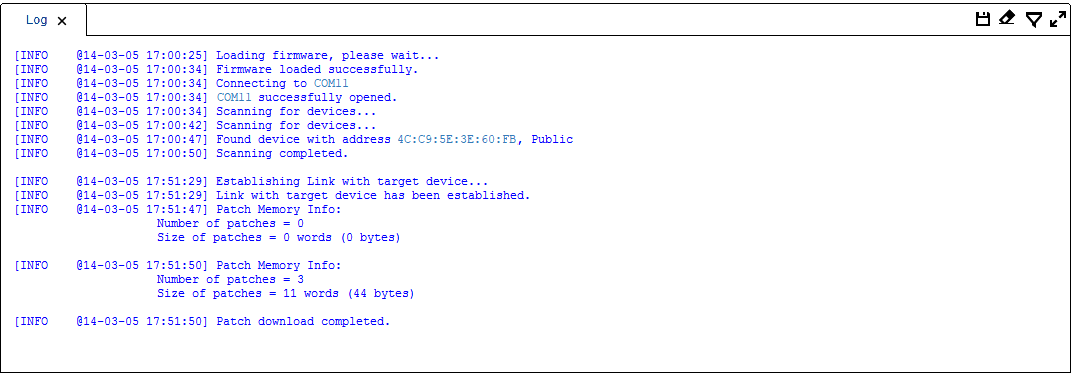 Log
[INFO    @14-03-05 17:00:25] Loading firmware, please wait...
[INFO    @14-03-05 17:00:34] Firmware loaded successfully.
[INFO    @14-03-05 17:00:34] Connecting to COM11
[INFO    @14-03-05 17:00:34] COM11 successfully opened.
[INFO    @14-03-05 17:00:34] Scanning for devices...
[INFO    @14-03-05 17:00:42] Scanning for devices...
[INFO    @14-03-05 17:00:47] Found device with address 4C:C9:5E:3E:60:FB, Public
[INFO    @14-03-05 17:00:50] Scanning completed.
[INFO    @14-03-05 17:51:29] Establishing Link with target device...
[INFO    @14-03-05 17:51:29] Link with target device has been established.
[INFO    @14-03-05 17:51:47] Patch Memory Info:
Number of patches = 0
Size of patches = 0 words (0 bytes)
[INFO    @14-03-05 17:51:50] Patch Memory Info:
Number of patches = 3
Size of patches = 11 words (44 bytes)
[INFO    @14-03-05 17:51:50] Patch download completed.